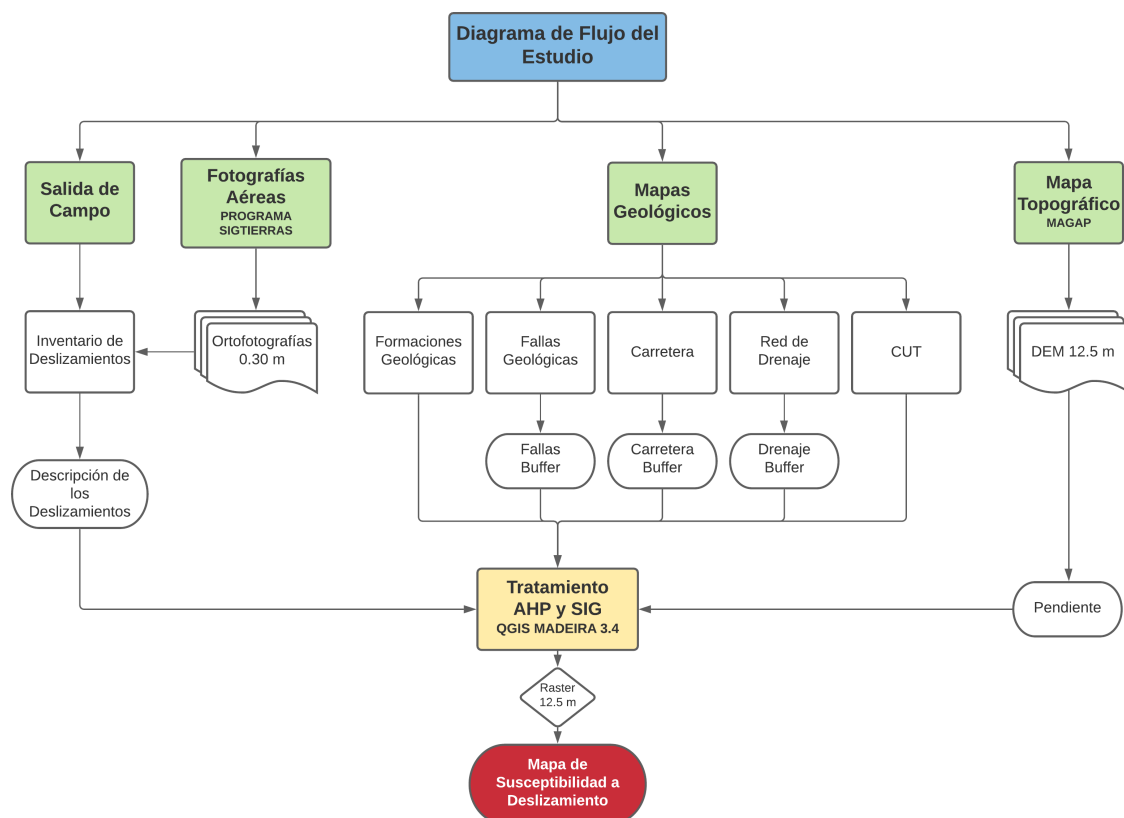 Diagrama de Flujo del
Estudio
Salida de
Campo
Fotografías
Aéreas
PROGRAMA
SIGTIERRAS
Mapas
Geológicos
Mapa
Topográfico
MAGAP
Inventario de
Deslizamientos
Ortofotografías
0.30 m
Formaciones
Geológicas
Fallas
Geológicas
Carretera
Red de
Drenaje
CUT
DEM 12.5 m
Descripción de
los
Deslizamientos
Fallas
Buffer
Carretera
Buffer
Drenaje
Buffer
Tratamiento
AHP y SIG
QGIS MADEIRA 3.4
Pendiente
Raster
12.5 m
Mapa de
Susceptibilidad a
Deslizamiento